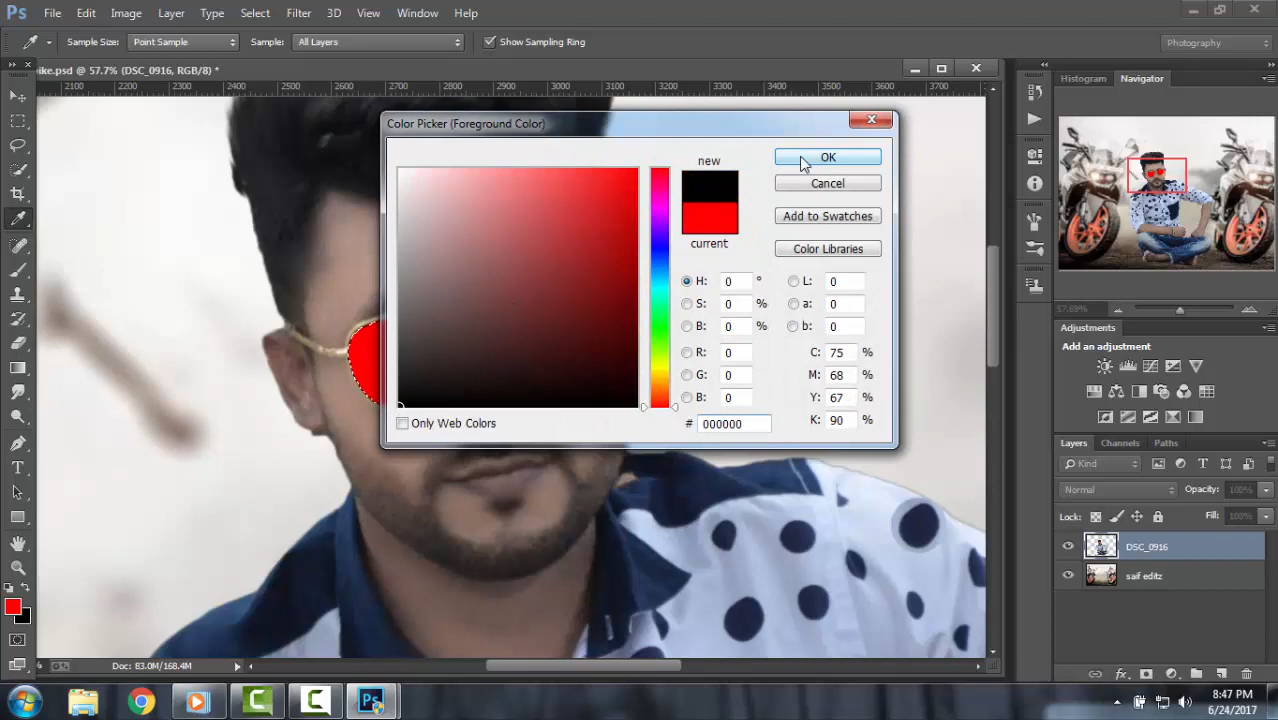 Ps File Edit Image Layer Type Select Filter 3D View Window Help
Sample Size: Point Sample Sample: All Layers Show Sampling Ring Photography
ike.psd @ 57.7% (DSC_0916, RGB/8) *
2100 2200 2300 2400 2500 2600 2700 2800 2900 3000 3100 3200 3300 3400 3500 3600 3700
Histogram Navigator
Color Picker (Foreground Color)
new
OK
Cancel
Add to Swatches
current
Color Libraries
H: 0 ° L: 0
S: 0 % a: 0
B: 0 % b: 0
R: 0 C: 75 %
G: 0 M: 68 %
B: 0 Y: 67 %
# 000000 K: 90 %
Only Web Colors
57.69%
Adjustments
Add an adjustment
Layers Channels Paths
Kind
Normal Opacity: 100%
Lock: Fill: 100%
DSC_0916
saif editz
% Doc: 83.0M/168.4M
8:47 PM
6/24/2017